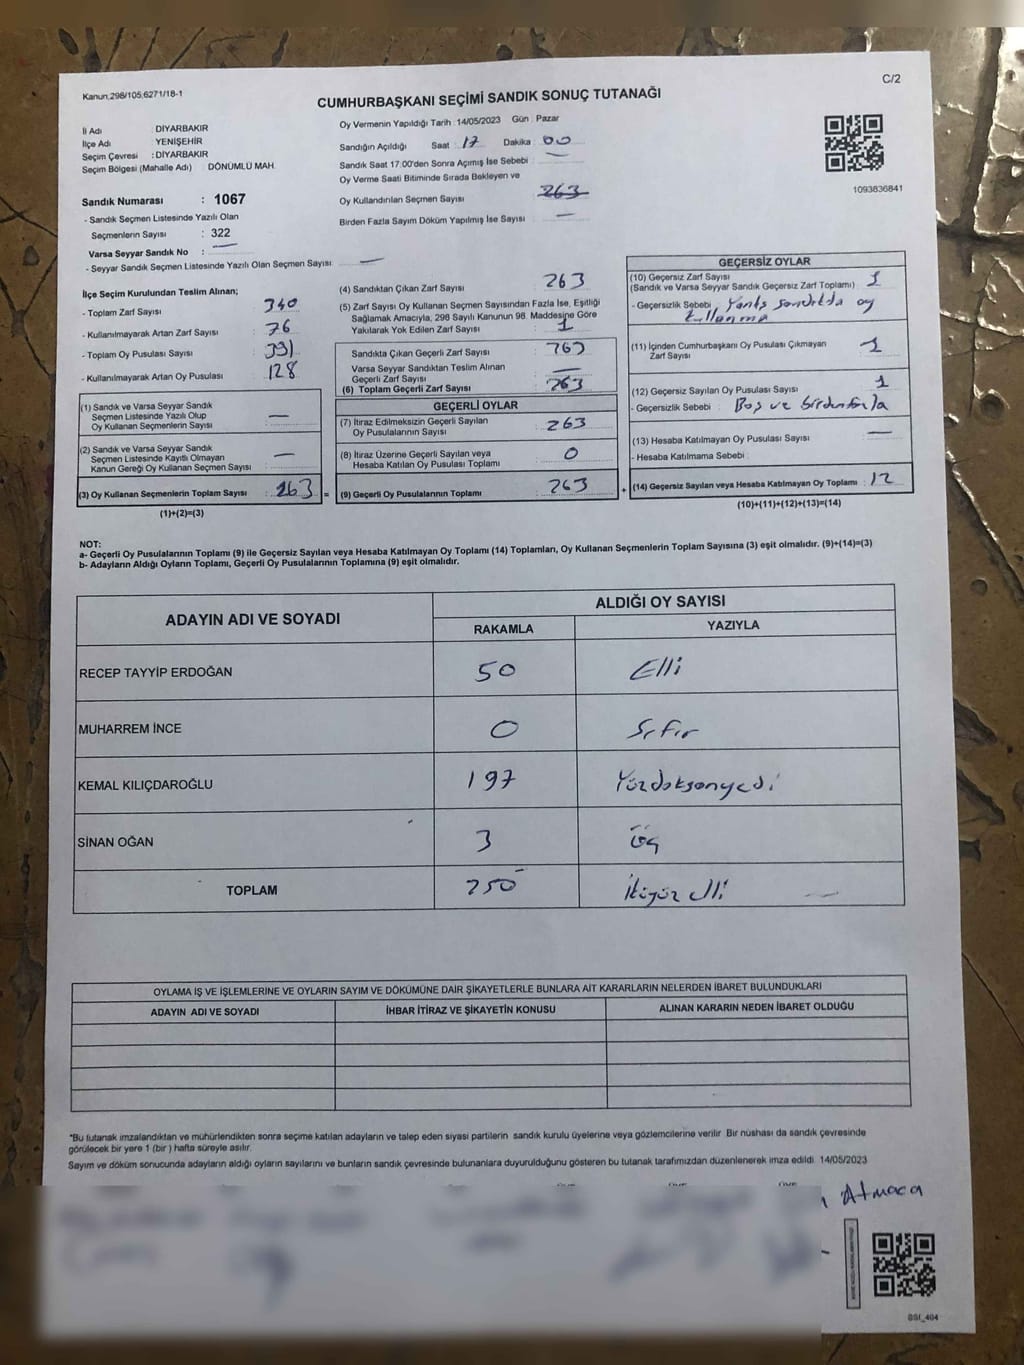 C/2
Kanun,298/105;6271/18-1
CUMHURBAŞKANI SEÇİMİ SANDIK SONUÇ TUTANAĞI
İl Adı DİYARBAKIR
İlçe Adı YENİŞEHİR
Seçim Çevresi : DİYARBAKIR
Seçim Bölgesi (Mahalle Adı) DÖNÜMLÜ MAH.
Sandık Numarası : 1067
- Sandık Seçmen Listesinde Yazılı Olan
Seçmenlerin Sayısı : 322
Varsa Seyyar Sandık No : —
- Seyyar Sandık Seçmen Listesinde Yazılı Olan Seçmen Sayısı: —
Oy Vermenin Yapıldığı Tarih : 14/05/2023 Gün : Pazar
Sandığın Açıldığı Saat : 17 Dakika : 00
Sandık Saat 17:00'den Sonra Açımış İse Sebebi : —
Oy Verme Saati Bitiminde Sırada Bekleyen ve
Oy Kullandırılan Seçmen Sayısı : 263
Birden Fazla Sayım Döküm Yapılmış İse Sayısı : —
1093836841
İlçe Seçim Kurulundan Teslim Alınan;
- Toplam Zarf Sayısı : 340
- Kullanılmayarak Artan Zarf Sayısı : 76
- Toplam Oy Pusulası Sayısı : 391
- Kullanılmayarak Artan Oy Pusulası : 128
(1) Sandık ve Varsa Seyyar Sandık
Seçmen Listesinde Yazılı Olup
Oy Kullanan Seçmenlerin Sayısı : —
(2) Sandık ve Varsa Seyyar Sandık
Seçmen Listesinde Kayıtlı Olmayan
Kanun Gereği Oy Kullanan Seçmen Sayısı : —
(3) Oy Kullanan Seçmenlerin Toplam Sayısı : 263 =
(1)+(2)=(3)
(4) Sandıktan Çıkan Zarf Sayısı : 263
(5) Zarf Sayısı Oy Kullanan Seçmen Sayısından Fazla İse, Eşitliği
Sağlamak Amacıyla, 298 Sayılı Kanunun 98. Maddesine Göre
Yakılarak Yok Edilen Zarf Sayısı : 1
Sandıkta Çıkan Geçerli Zarf Sayısı : 263
Varsa Seyyar Sandıktan Teslim Alınan
Geçerli Zarf Sayısı : —
(6) Toplam Geçerli Zarf Sayısı : 263
GEÇERLİ OYLAR
(7) İtiraz Edilmeksizin Geçerli Sayılan
Oy Pusulalarının Sayısı : 263
(8) İtiraz Üzerine Geçerli Sayılan veya
Hesaba Katılan Oy Pusulası Toplamı : 0
(9) Geçerli Oy Pusulalarının Toplamı : 263 +
GEÇERSİZ OYLAR
(10) Geçersiz Zarf Sayısı
(Sandık ve Varsa Seyyar Sandık Geçersiz Zarf Toplamı) : 1
- Geçersizlik Sebebi : Yanlış sandıkta oy
kullanma
(11) İçinden Cumhurbaşkanı Oy Pusulası Çıkmayan
Zarf Sayısı : 1
(12) Geçersiz Sayılan Oy Pusulası Sayısı : 1
- Geçersizlik Sebebi : Boş ve birdenfazla
(13) Hesaba Katılmayan Oy Pusulası Sayısı : —
- Hesaba Katılmama Sebebi :
(14) Geçersiz Sayılan veya Hesaba Katılmayan Oy Toplamı : 12
(10)+(11)+(12)+(13)=(14)
NOT:
a- Geçerli Oy Pusulalarının Toplamı (9) ile Geçersiz Sayılan veya Hesaba Katılmayan Oy Toplamı (14) Toplamları, Oy Kullanan Seçmenlerin Toplam Sayısına (3) eşit olmalıdır. (9)+(14)=(3)
b- Adayların Aldığı Oyların Toplamı, Geçerli Oy Pusulalarının Toplamına (9) eşit olmalıdır.
ADAYIN ADI VE SOYADI
ALDIĞI OY SAYISI
RAKAMLA YAZIYLA
RECEP TAYYİP ERDOĞAN 50 Elli
MUHARREM İNCE 0 Sıfır
KEMAL KILIÇDAROĞLU 197 Yüzdoksanyedi
SİNAN OĞAN 3 üç
TOPLAM 250 İkiyüz elli
OYLAMA İŞ VE İŞLEMLERİNE VE OYLARIN SAYIM VE DÖKÜMÜNE DAİR ŞİKAYETLERLE BUNLARA AİT KARARLARIN NELERDEN İBARET BULUNDUKLARI
ADAYIN ADI VE SOYADI İHBAR İTİRAZ VE ŞİKAYETİN KONUSU ALINAN KARARIN NEDEN İBARET OLDUĞU
*Bu tutanak imzalandıktan ve mühürlendikten sonra seçime katılan adayların ve talep eden siyasi partilerin sandık kurulu üyelerine veya gözlemcilerine verilir. Bir nüshası da sandık çevresinde
görülecek bir yere 1 (bir) hafta süreyle asılır.
Sayım ve döküm sonucunda adayların aldığı oyların sayılarını ve bunların sandık çevresinde bulunanlara duyurulduğunu gösteren bu tutanak tarafımızdan düzenlenerek imza edildi. 14/05/2023
Atmaca